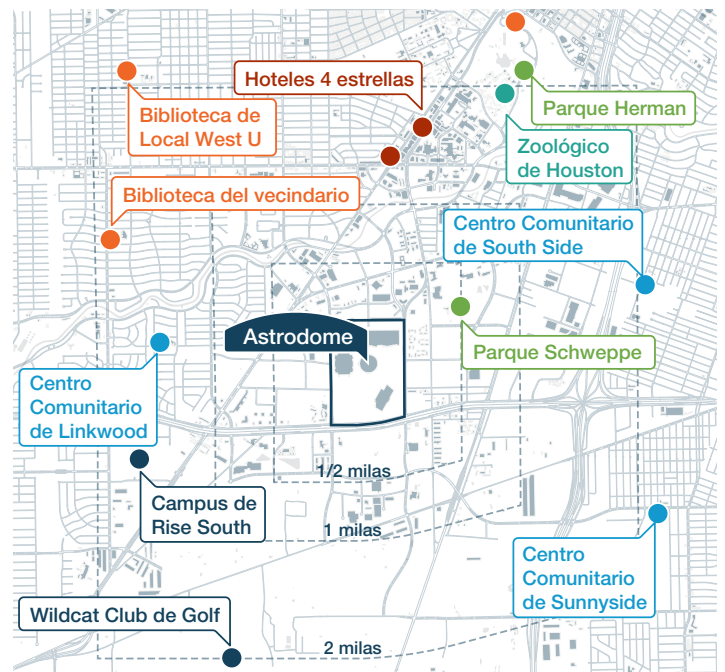 Hoteles 4 estrellas
Biblioteca de
Local West U
Parque Herman
Zoológico
de Houston
Biblioteca del vecindario
Centro Comunitario
de South Side
Astrodome
Parque Schweppe
Centro
Comunitario
de Linkwood
1/2 milas
Campus de
Rise South
1 milas
Centro
Comunitario
de Sunnyside
Wildcat Club de Golf
2 milas